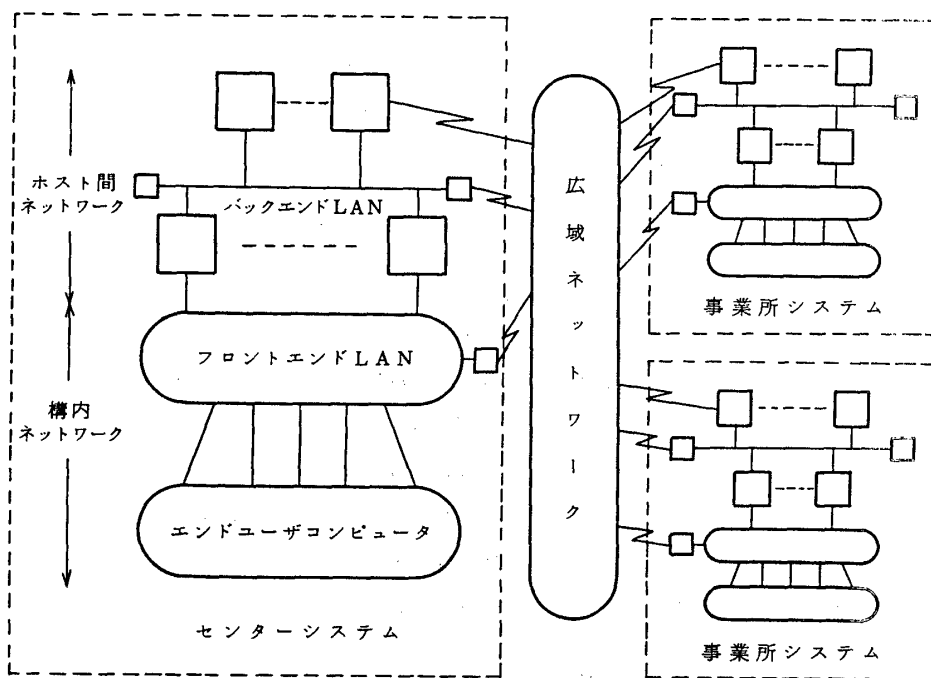 ホスト間
ネットワーク
バックエンドLAN
フロントエンドLAN
構内
ネットワーク
エンドユーザコンピュータ
センターシステム
広域ネットワーク
事業所システム
事業所システム